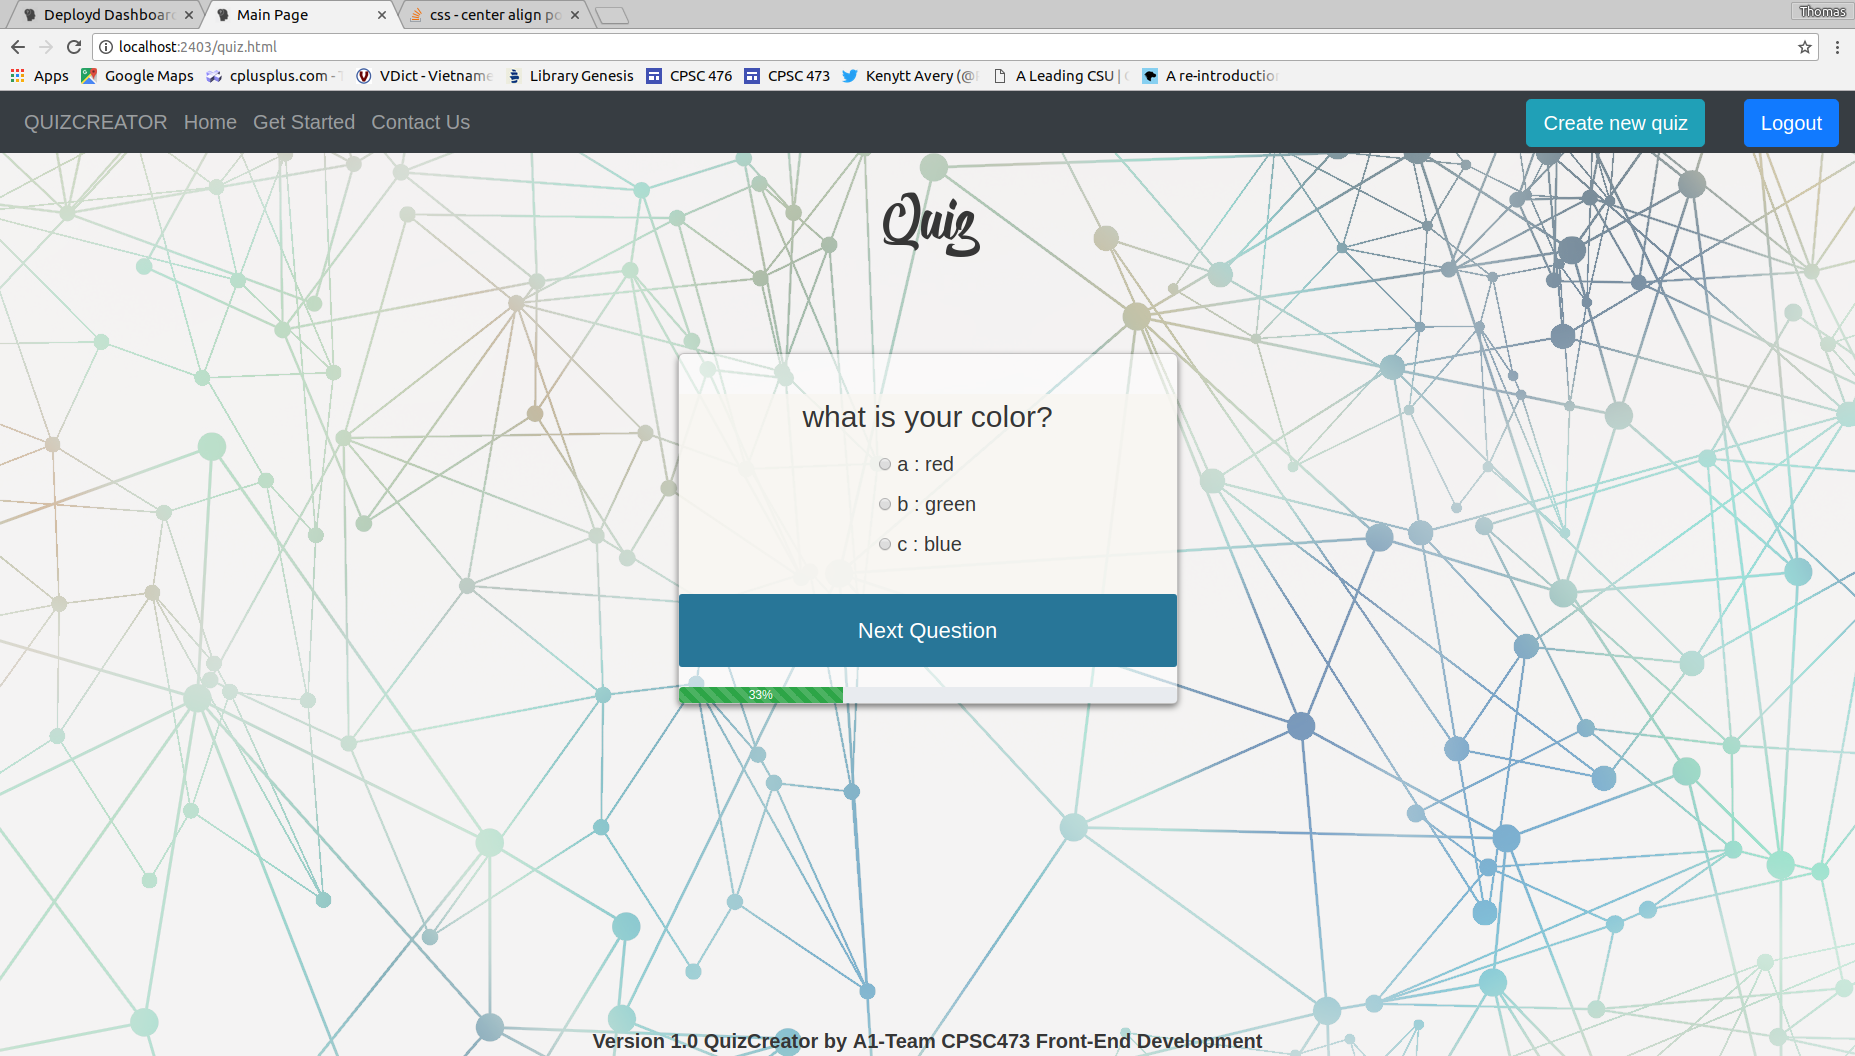 Deployd Dashboard
Main Page
css - center align po
Thomas
localhost:2403/quiz.html
Apps
Google Maps
cplusplus.com -
VDict - Vietname
Library Genesis
CPSC 476
CPSC 473
Kenytt Avery (@
A Leading CSU |
A re-introductio
QUIZCREATOR
Home
Get Started
Contact Us
Create new quiz
Logout
Quiz
what is your color?
a : red
b : green
c : blue
Next Question
33%
Version 1.0 QuizCreator by A1-Team CPSC473 Front-End Development